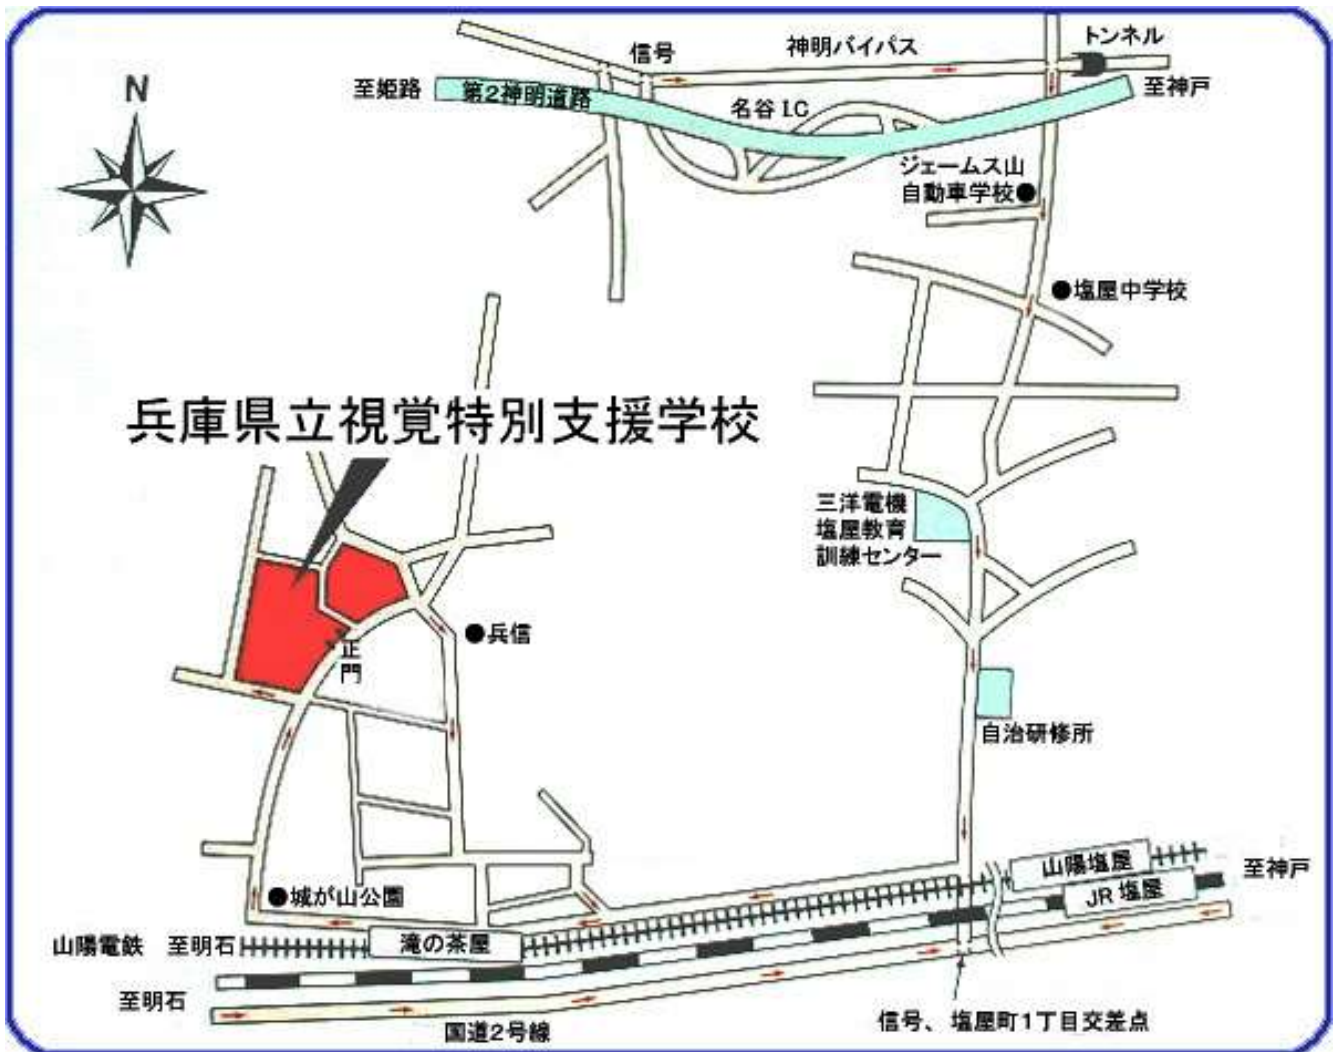 N
信号
神明バイパス
トンネル
至姫路
第2神明道路
名谷 I.C
至神戸
ジェームス山
自動車学校●
●塩屋中学校
兵庫県立視覚特別支援学校
三洋電機
塩屋教育
訓練センター
●兵信
正
門
自治研修所
●城が山公園
山陽塩屋
至神戸
JR 塩屋
山陽電鉄 至明石
滝の茶屋
至明石
国道2号線
信号、塩屋町1丁目交差点